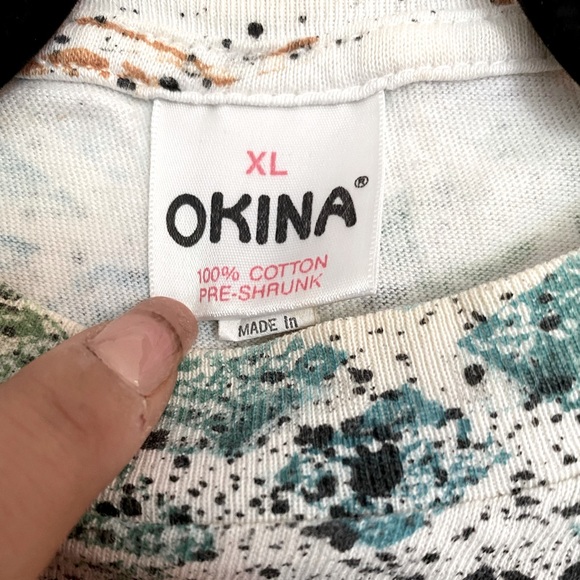 XL
OKINA®
100% COTTON
PRE-SHRUNK
MADE In